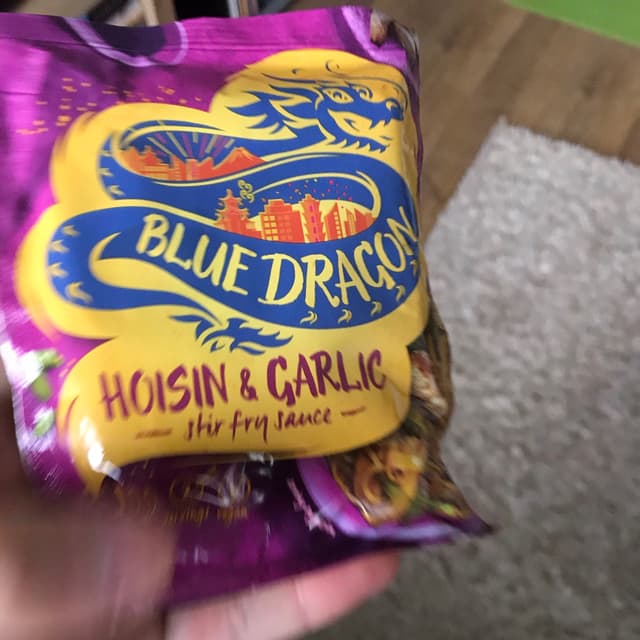 BLUE DRAGON
HOISIN & GARLIC
stir fry sauce